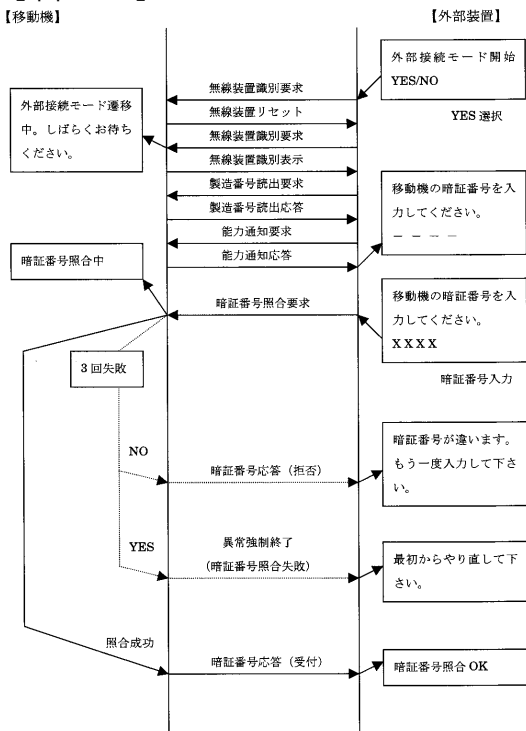 【移動機】
【外部装置】
外部接続モード開始
YES/NO
YES 選択
無線装置識別要求
無線装置リセット
外部接続モード遷移
中。しばらくお待ち
ください。
無線装置識別要求
無線装置識別表示
製造番号読出要求
製造番号読出応答
移動機の暗証番号を入
力してください。
－ － － －
能力通知要求
能力通知応答
暗証番号照合中
暗証番号照合要求
移動機の暗証番号を入
力してください。
XXXX
暗証番号入力
3 回失敗
NO
暗証番号応答（拒否）
暗証番号が違います。
もう一度入力して下さ
い。
YES
異常強制終了
(暗証番号照合失敗)
最初からやり直して下
さい。
照合成功
暗証番号応答（受付）
暗証番号照合 OK